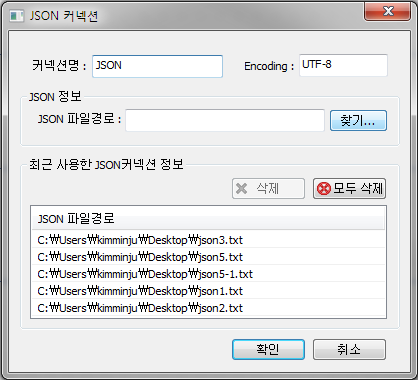 JSON 커넥션
커넥션명 : JSON Encoding : UTF-8
JSON 정보
JSON 파일경로 : 찾기...
최근 사용한 JSON커넥션 정보
삭제 모두 삭제
JSON 파일경로
C:₩Users₩kimminju₩Desktop₩json3.txt
C:₩Users₩kimminju₩Desktop₩json5.txt
C:₩Users₩kimminju₩Desktop₩json5-1.txt
C:₩Users₩kimminju₩Desktop₩json1.txt
C:₩Users₩kimminju₩Desktop₩json2.txt
확인 취소